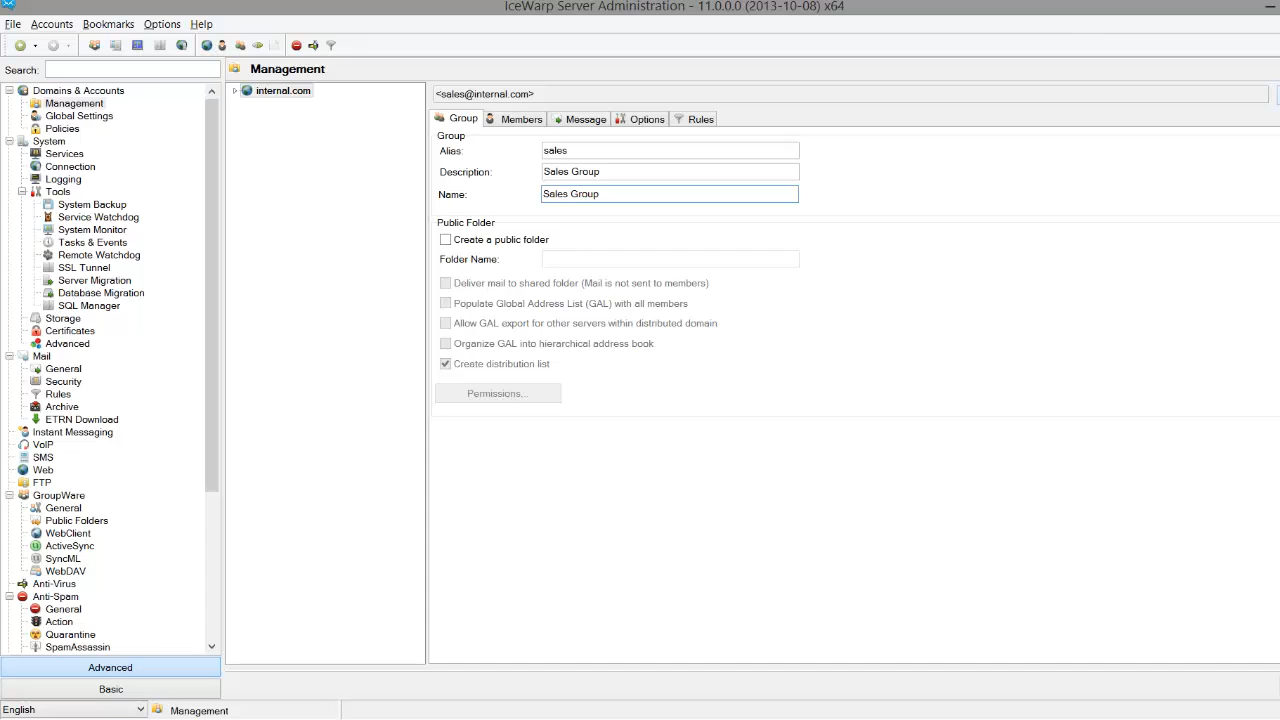 IceWarp Server Administration - 11.0.0.0 (2013-10-08) x64
File Accounts Bookmarks Options Help
Search:
Management
Domains & Accounts
Management
Global Settings
Policies
System
Services
Connection
Logging
Tools
System Backup
Service Watchdog
System Monitor
Tasks & Events
Remote Watchdog
SSL Tunnel
Server Migration
Database Migration
SQL Manager
Storage
Certificates
Advanced
Mail
General
Security
Rules
Archive
ETRN Download
Instant Messaging
VoIP
SMS
Web
FTP
GroupWare
General
Public Folders
WebClient
ActiveSync
SyncML
WebDAV
Anti-Virus
Anti-Spam
General
Action
Quarantine
SpamAssassin
Advanced
Basic
English
Management
internal.com
<sales@internal.com>
Group Members Message Options Rules
Group
Alias: sales
Description: Sales Group
Name: Sales Group
Public Folder
Create a public folder
Folder Name:
Deliver mail to shared folder (Mail is not sent to members)
Populate Global Address List (GAL) with all members
Allow GAL export for other servers within distributed domain
Organize GAL into hierarchical address book
Create distribution list
Permissions...